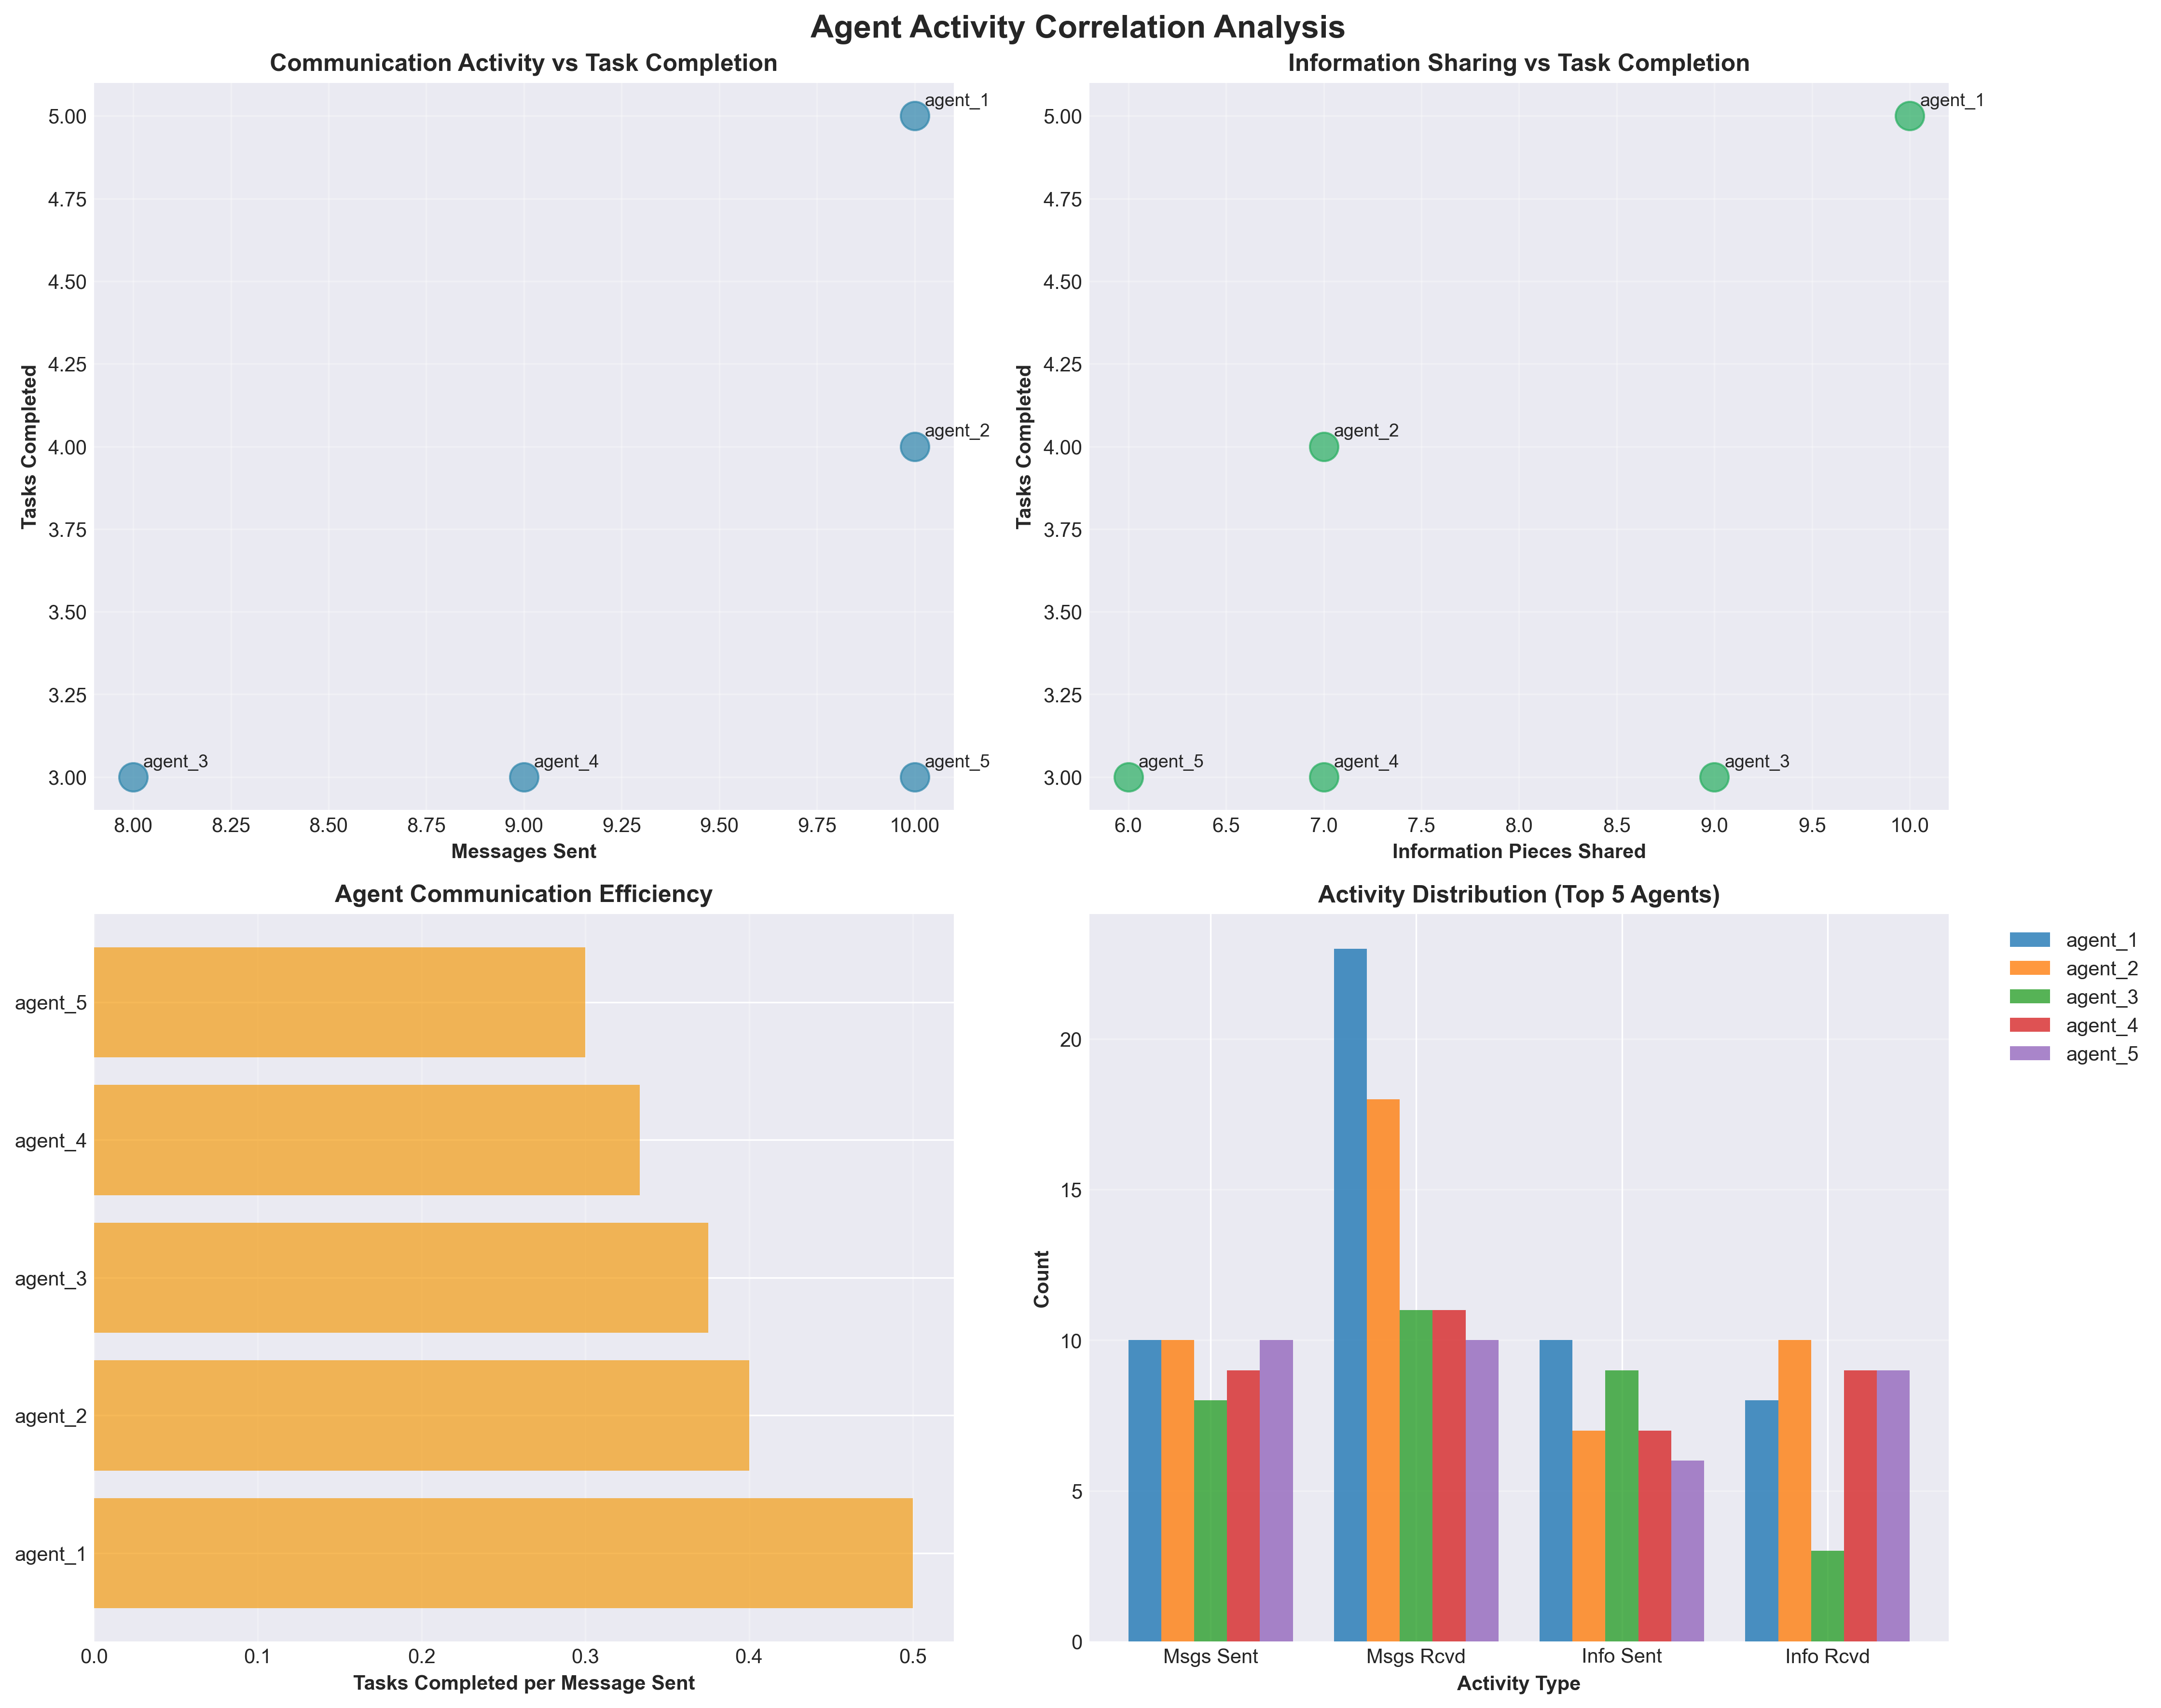 Agent Activity Correlation Analysis
Communication Activity vs Task Completion
5.00
4.75
4.50
4.25
4.00
3.75
3.50
3.25
3.00
Tasks Completed
agent_1
agent_2
agent_3
agent_4
agent_5
8.00 8.25 8.50 8.75 9.00 9.25 9.50 9.75 10.00
Messages Sent
Information Sharing vs Task Completion
5.00
4.75
4.50
4.25
4.00
3.75
3.50
3.25
3.00
Tasks Completed
agent_1
agent_2
agent_5
agent_4
agent_3
6.0 6.5 7.0 7.5 8.0 8.5 9.0 9.5 10.0
Information Pieces Shared
Agent Communication Efficiency
agent_5
agent_4
agent_3
agent_2
agent_1
0.0 0.1 0.2 0.3 0.4 0.5
Tasks Completed per Message Sent
Activity Distribution (Top 5 Agents)
20
15
10
5
0
Count
Msgs Sent Msgs Rcvd Info Sent Info Rcvd
Activity Type
agent_1
agent_2
agent_3
agent_4
agent_5